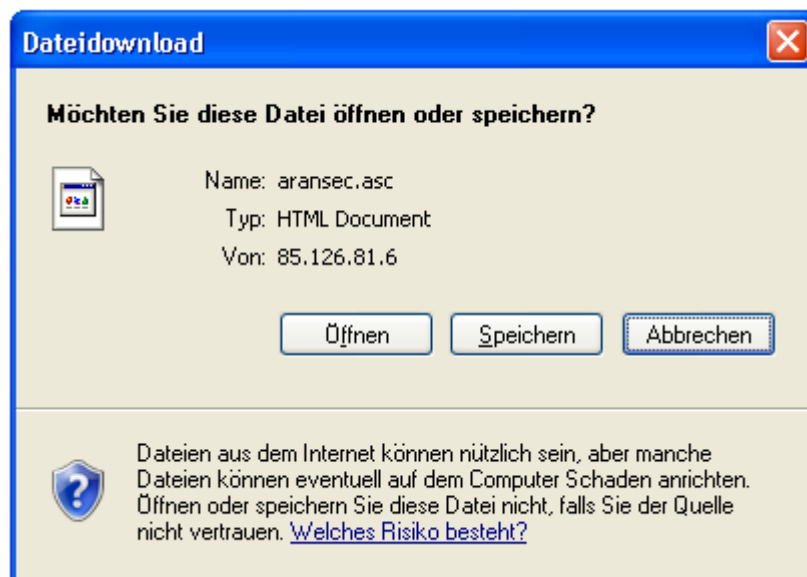 Dateidownload
Möchten Sie diese Datei öffnen oder speichern?
Name: aransec.asc
Typ: HTML Document
Von: 85.126.81.6
Öffnen Speichern Abbrechen
Dateien aus dem Internet können nützlich sein, aber manche
Dateien können eventuell auf dem Computer Schaden anrichten.
Öffnen oder speichern Sie diese Datei nicht, falls Sie der Quelle
nicht vertrauen. Welches Risiko besteht?